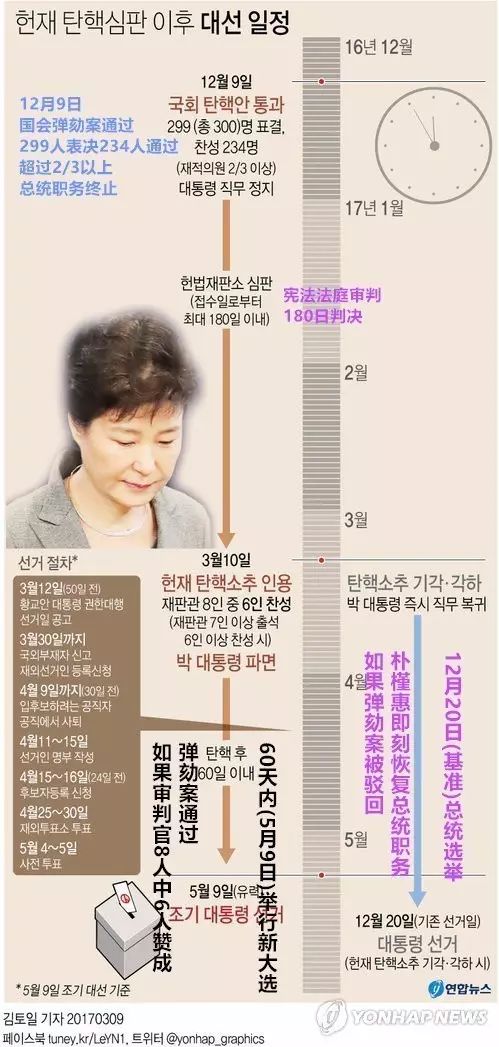 헌재 탄핵심판 이후 대선 일정
16년 12월
12월 9일
국회 탄핵안 통과
299 (총 300)명 표결,
찬성 234명
(재적의원 2/3 이상)
대통령 직무 정지
12月9日
国会弹劾案通过
299人表决234人通过
超过2/3以上
总统职务终止
17년 1월
헌법재판소 심판
(접수일로부터
최대 180일 이내)
宪法法庭审判
180日判决
2월
3월
3월10일
헌재 탄핵소추 인용
재판관 8인 중 6인 찬성
(재판관 7인 이상 출석
6인 이상 찬성 시)
박 대통령 파면
탄핵소추 기각·각하
박 대통령 즉시 직무 복귀
선거 절차*
3월12일(50일 전)
황교안 대통령 권한대행
선거일 공고
3월30일까지
국외부재자 신고
재외선거인 등록신청
4월 9일까지(30일 전)
입후보하려는 공직자
공직에서 사퇴
4월11~15일
선거인 명부 작성
4월15~16일(24일 전)
후보자등록 신청
4월25~30일
재외투표소 투표
5월 4~5일
사전 투표
4월
탄핵 후
60일 이내
如果审判官8人中6人赞成
弹劾案通过
60天内(5月9日)举行新大选
如果弹劾案被驳回
朴槿惠即刻恢复总统职务
12月20日(基准)总统选举
5월
5월 9일(유력)
조기 대통령 선거
12월 20일(기존 선거일)
대통령 선거
(헌재 탄핵소추 기각·각하 시)
* 5월 9일 조기 대선 기준
연합뉴스
김토일 기자 20170309
YONHAP NEWS
페이스북 tuney.kr/LeYN1, 트위터 @yonhap_graphics